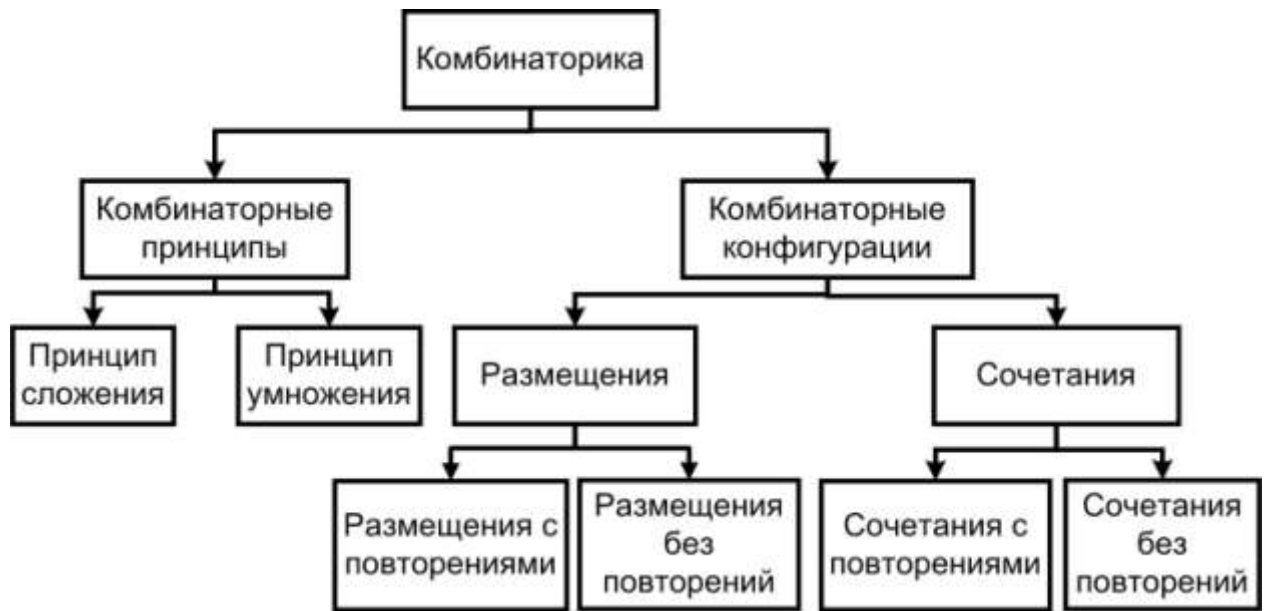 Комбинаторика
Комбинаторные
принципы
Комбинаторные
конфигурации
Принцип
сложения
Принцип
умножения
Размещения
Сочетания
Размещения с
повторениями
Размещения
без
повторений
Сочетания с
повторениями
Сочетания
без
повторений